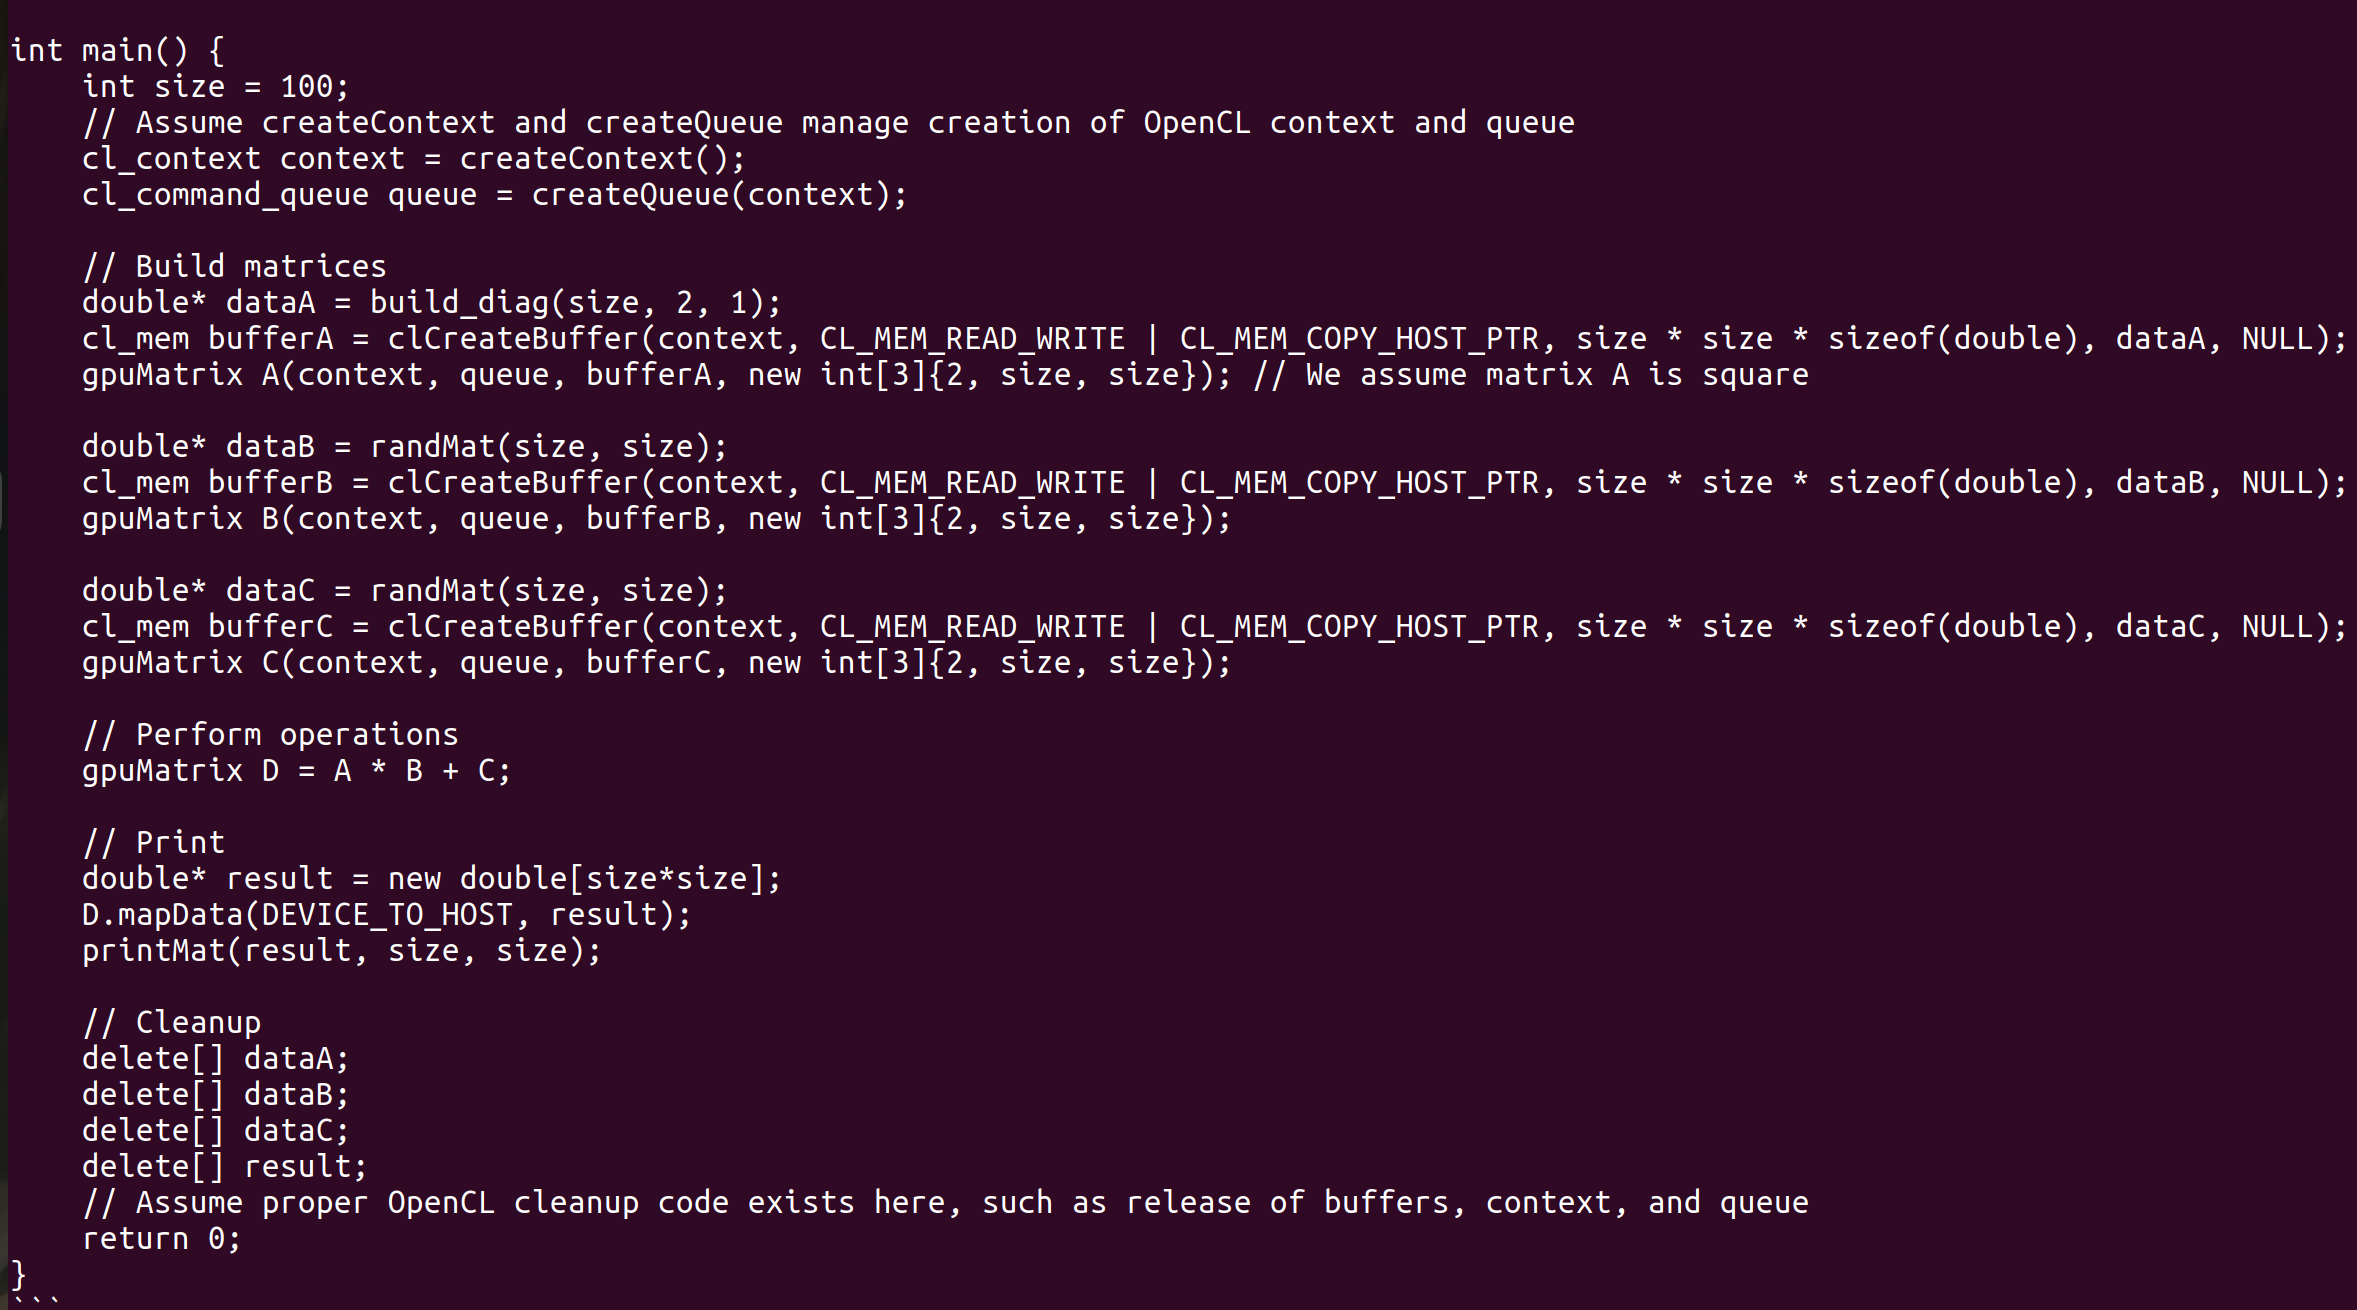 int main() {
    int size = 100;
    // Assume createContext and createQueue manage creation of OpenCL context and queue
    cl_context context = createContext();
    cl_command_queue queue = createQueue(context);

    // Build matrices
    double* dataA = build_diag(size, 2, 1);
    cl_mem bufferA = clCreateBuffer(context, CL_MEM_READ_WRITE | CL_MEM_COPY_HOST_PTR, size * size * sizeof(double), dataA, NULL);
    gpuMatrix A(context, queue, bufferA, new int[3]{2, size, size}); // We assume matrix A is square

    double* dataB = randMat(size, size);
    cl_mem bufferB = clCreateBuffer(context, CL_MEM_READ_WRITE | CL_MEM_COPY_HOST_PTR, size * size * sizeof(double), dataB, NULL);
    gpuMatrix B(context, queue, bufferB, new int[3]{2, size, size});

    double* dataC = randMat(size, size);
    cl_mem bufferC = clCreateBuffer(context, CL_MEM_READ_WRITE | CL_MEM_COPY_HOST_PTR, size * size * sizeof(double), dataC, NULL);
    gpuMatrix C(context, queue, bufferC, new int[3]{2, size, size});

    // Perform operations
    gpuMatrix D = A * B + C;

    // Print
    double* result = new double[size*size];
    D.mapData(DEVICE_TO_HOST, result);
    printMat(result, size, size);

    // Cleanup
    delete[] dataA;
    delete[] dataB;
    delete[] dataC;
    delete[] result;
    // Assume proper OpenCL cleanup code exists here, such as release of buffers, context, and queue
    return 0;
}
```